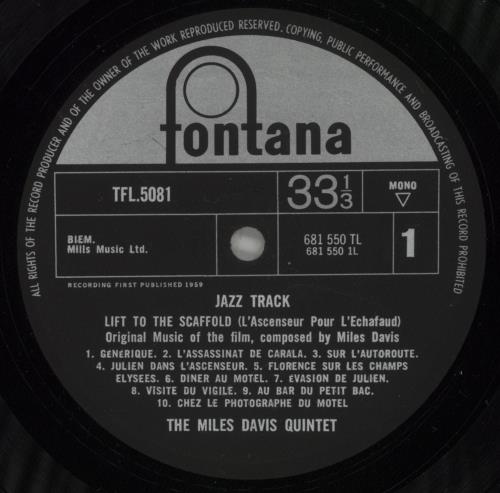 ALL RIGHTS OF THE RECORD PRODUCER AND OF THE OWNER OF THE WORK REPRODUCED RESERVED. COPYING, PUBLIC PERFORMANCE AND BROADCASTING OF THIS RECORD PROHIBITED
fontana
TFL.5081
33 1/3
MONO
BIEM.
Mills Music Ltd.
681 550 TL
681 550 1L
1
RECORDING FIRST PUBLISHED 1959
JAZZ TRACK
LIFT TO THE SCAFFOLD (L'Ascenseur Pour L'Echafaud)
Original Music of the film, composed by Miles Davis
1. GENERIQUE. 2. L'ASSASSINAT DE CARALA. 3. SUR L'AUTOROUTE.
4. JULIEN DANS L'ASCENSEUR. 5. FLORENCE SUR LES CHAMPS
ELYSEES. 6. DINER AU MOTEL. 7. EVASION DE JULIEN.
8. VISITE DU VIGILE. 9. AU BAR DU PETIT BAC.
10. CHEZ LE PHOTOGRAPHE DU MOTEL
THE MILES DAVIS QUINTET